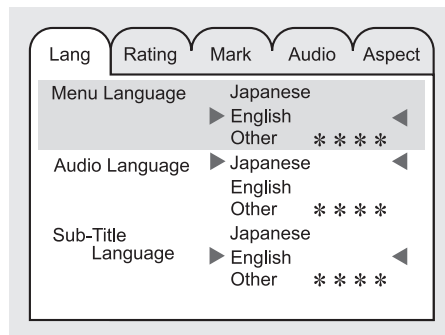 Lang Rating Mark Audio Aspect
Menu Language Japanese
English
Other ＊＊＊＊
Audio Language Japanese
English
Other ＊＊＊＊
Sub-Title Japanese
Language English
Other ＊＊＊＊